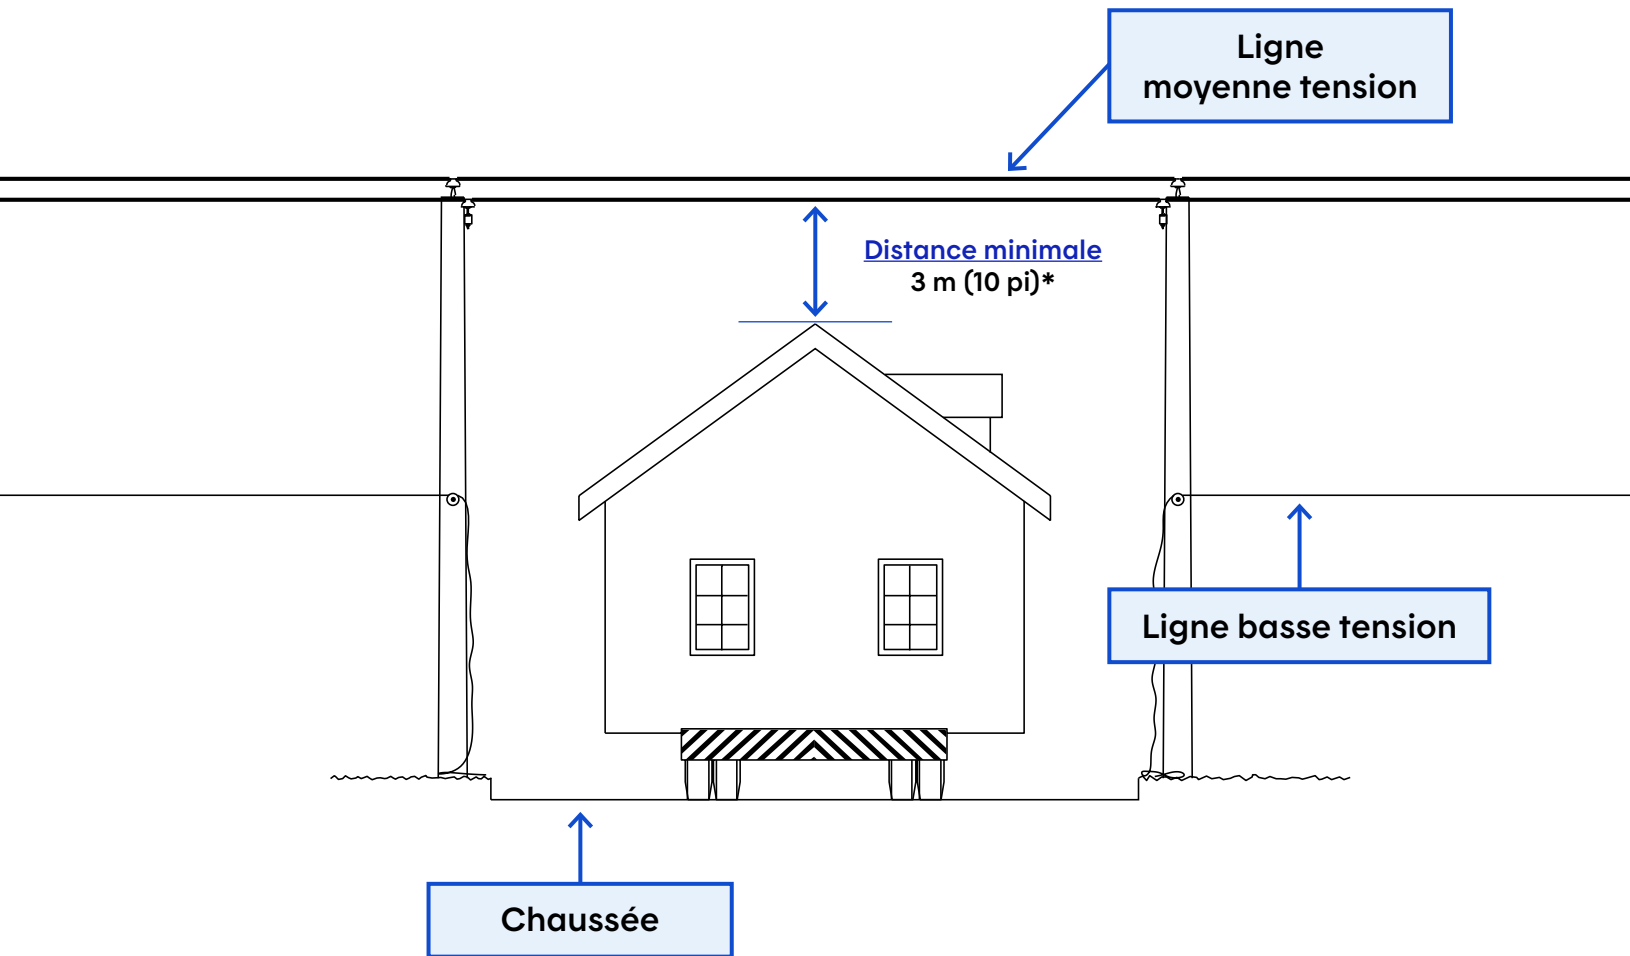 Ligne
moyenne tension
Distance minimale
3 m (10 pi)*
Ligne basse tension
Chaussée